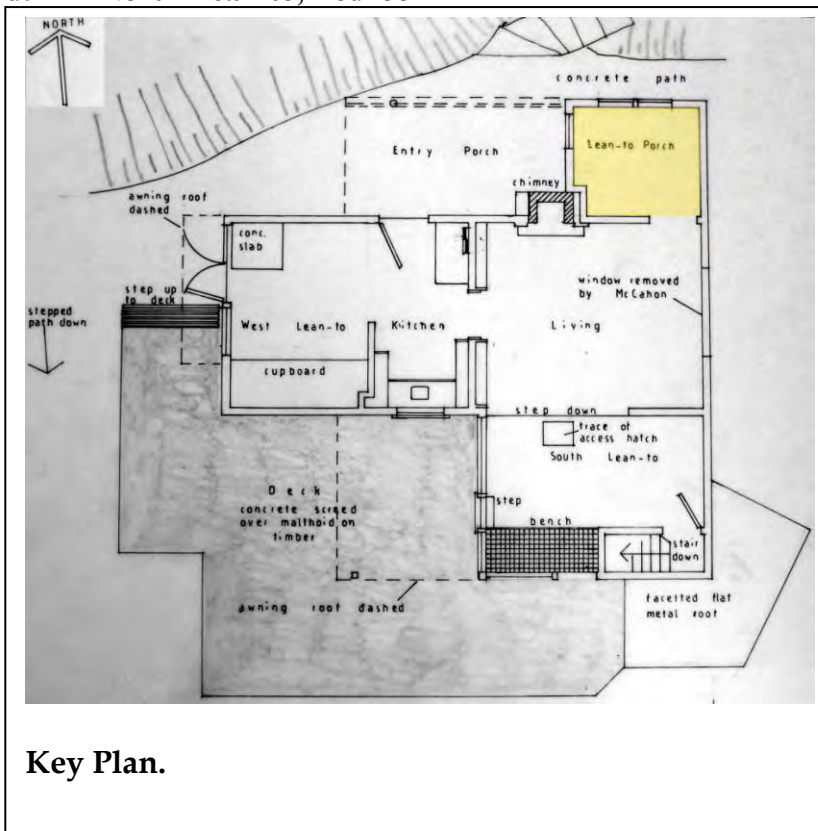 NORTH
concrete path
Entry Porch
Lean-to Porch
chimney
awning roof
dashed
conc.
slab
step up
to deck
stepped
path down
window removed
by McCahon
West Lean-to
Kitchen
Living
cupboard
step down
trace of
access hatch
South Lean-to
Deck
concrete screed
over malthoid on
timber
step
bench
stair
down
awning roof dashed
facetted flat
metal roof
Key Plan.